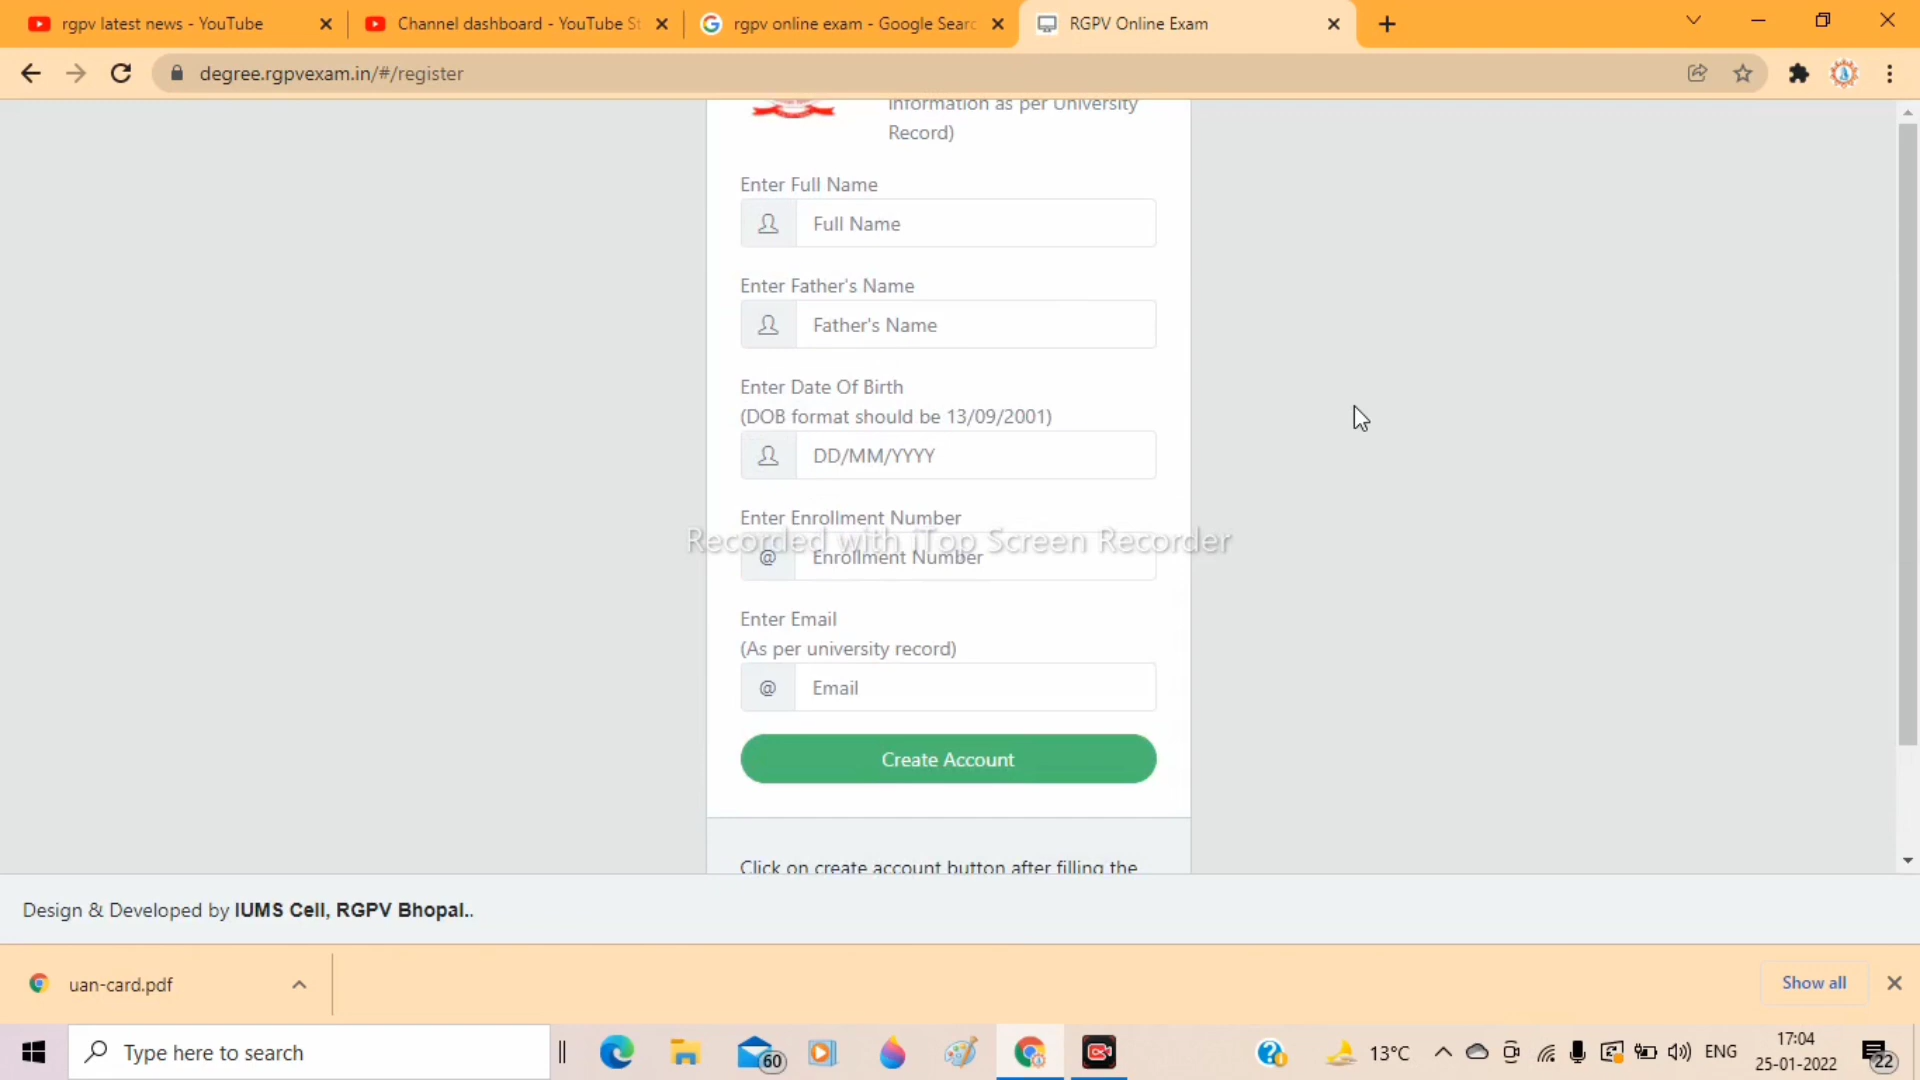 rgpv latest news - YouTube
Channel dashboard - YouTube St
rgpv online exam - Google Searc
RGPV Online Exam
degree.rgpvexam.in/#/register
Information as per University
Record)
Enter Full Name
Full Name
Enter Father's Name
Father's Name
Enter Date Of Birth
(DOB format should be 13/09/2001)
DD/MM/YYYY
Enter Enrollment Number
Recorded with iTop Screen Recorder
@ Enrollment Number
Enter Email
(As per university record)
@ Email
Create Account
Click on create account button after filling the
Design & Developed by IUMS Cell, RGPV Bhopal..
uan-card.pdf
Show all
Type here to search
60
13°C
ENG
17:04
25-01-2022
22